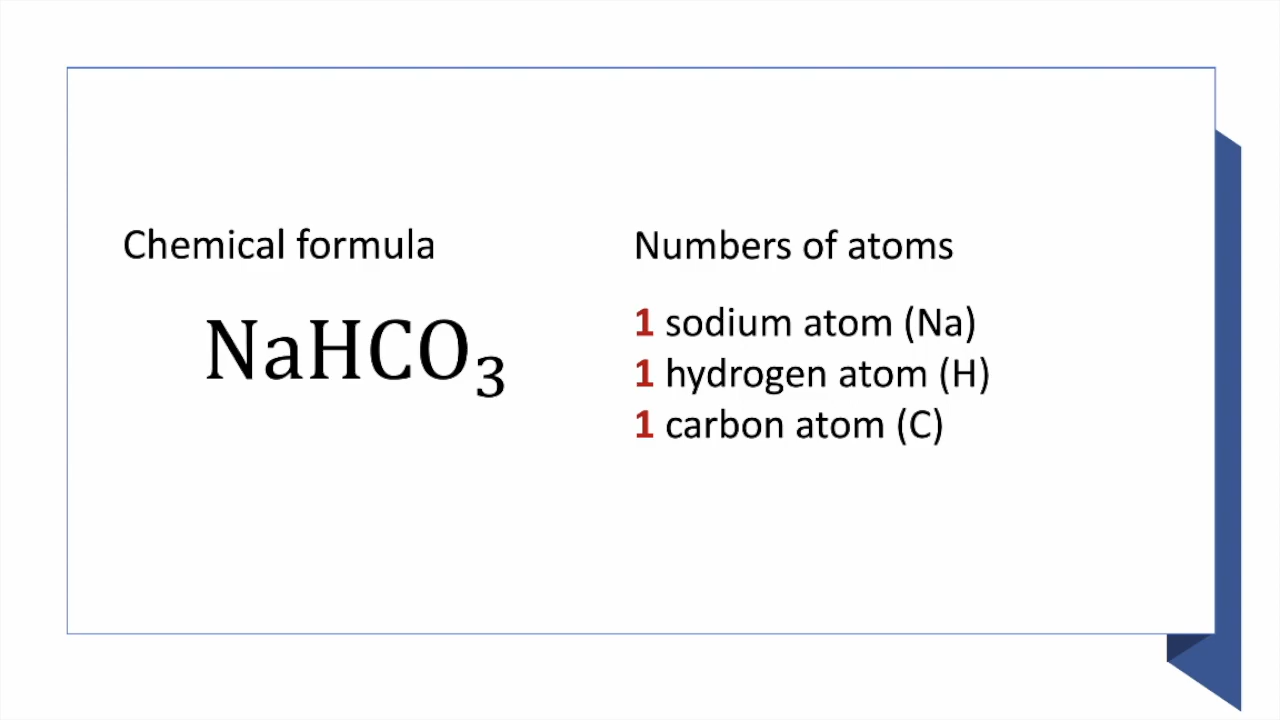 Chemical formula
NaHCO₃
Numbers of atoms
1 sodium atom (Na)
1 hydrogen atom (H)
1 carbon atom (C)